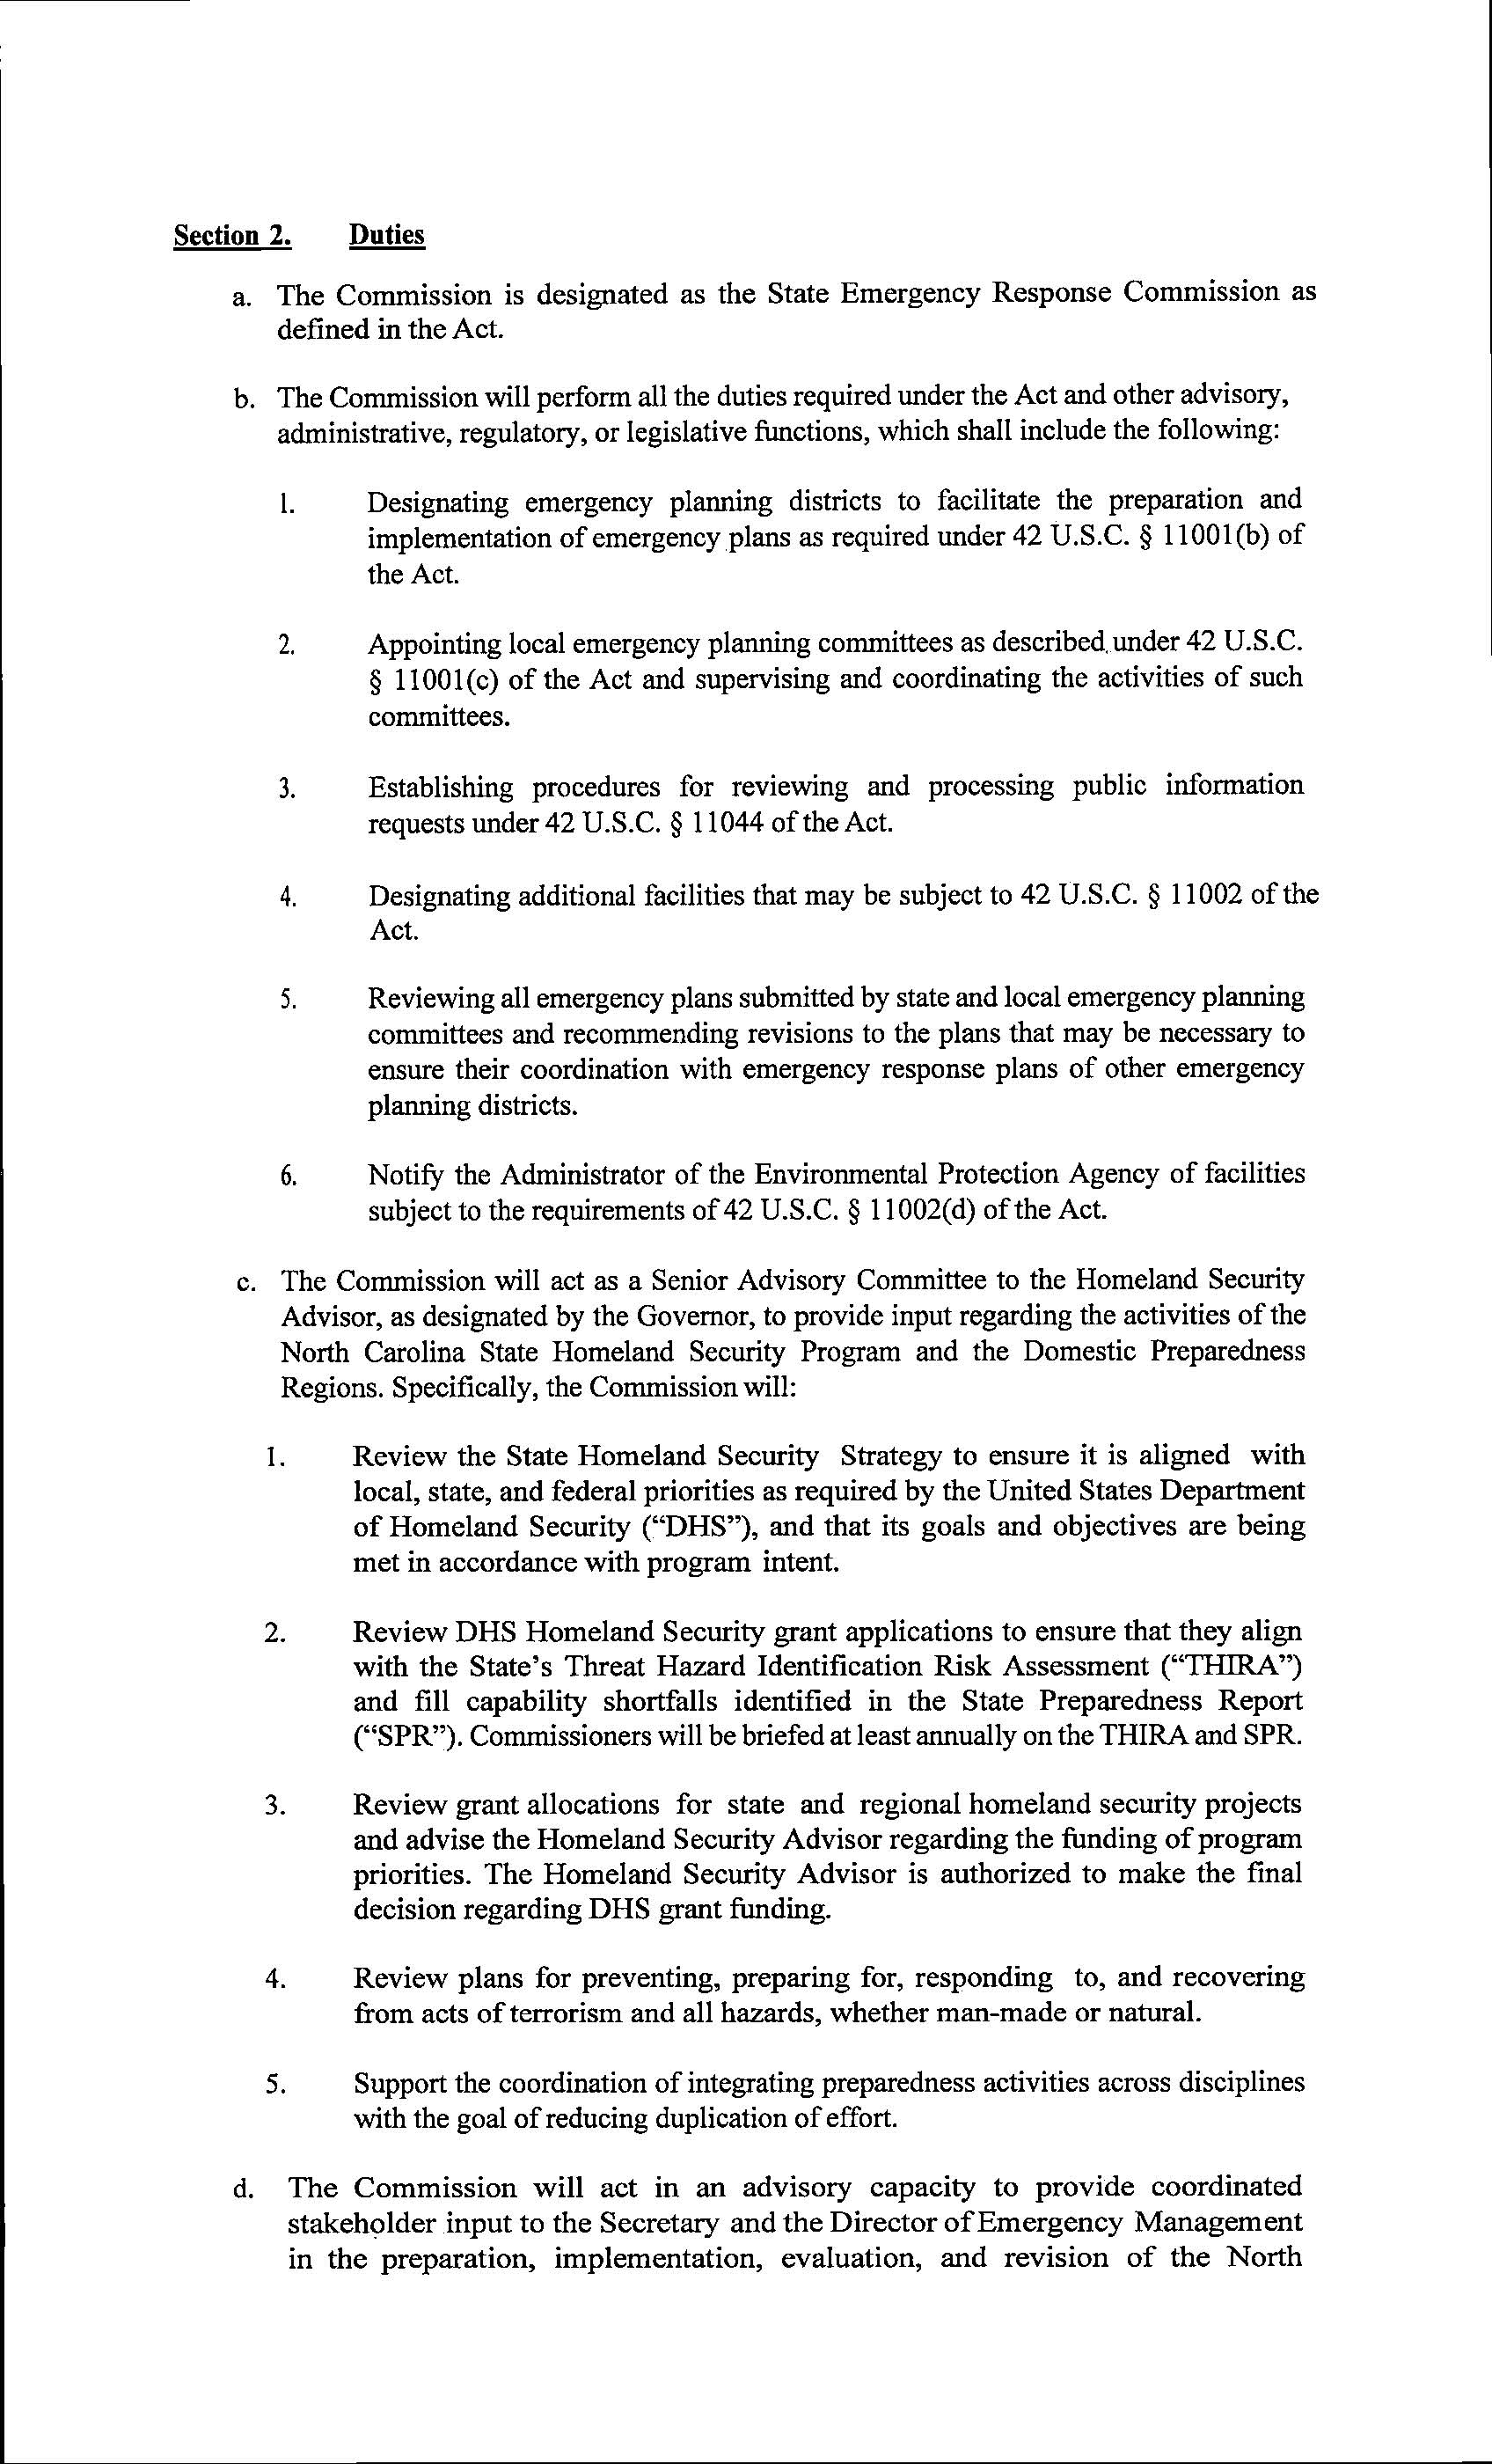 Section 2. Duties
a. The Commission is designated as the State Emergency Response Commission as
defined in the Act.
b. The Commission will perform all the duties required under the Act and other advisory,
administrative, regulatory, or legislative functions, which shall include the following:
1. Designating emergency planning districts to facilitate the preparation and
implementation of emergency plans as required under 42 U.S.C. § 11001(b) of
the Act.
2. Appointing local emergency planning committees as described under 42 U.S.C.
§ 11001(c) of the Act and supervising and coordinating the activities of such
committees.
3. Establishing procedures for reviewing and processing public information
requests under 42 U.S.C. § 11044 of the Act.
4. Designating additional facilities that may be subject to 42 U.S.C. § 11002 of the
Act.
5. Reviewing all emergency plans submitted by state and local emergency planning
committees and recommending revisions to the plans that may be necessary to
ensure their coordination with emergency response plans of other emergency
planning districts.
6. Notify the Administrator of the Environmental Protection Agency of facilities
subject to the requirements of 42 U.S.C. § 11002(d) of the Act.
c. The Commission will act as a Senior Advisory Committee to the Homeland Security
Advisor, as designated by the Governor, to provide input regarding the activities of the
North Carolina State Homeland Security Program and the Domestic Preparedness
Regions. Specifically, the Commission will:
1. Review the State Homeland Security Strategy to ensure it is aligned with
local, state, and federal priorities as required by the United States Department
of Homeland Security (“DHS”), and that its goals and objectives are being
met in accordance with program intent.
2. Review DHS Homeland Security grant applications to ensure that they align
with the State’s Threat Hazard Identification Risk Assessment (“THIRA”)
and fill capability shortfalls identified in the State Preparedness Report
(“SPR”). Commissioners will be briefed at least annually on the THIRA and SPR.
3. Review grant allocations for state and regional homeland security projects
and advise the Homeland Security Advisor regarding the funding of program
priorities. The Homeland Security Advisor is authorized to make the final
decision regarding DHS grant funding.
4. Review plans for preventing, preparing for, responding to, and recovering
from acts of terrorism and all hazards, whether man-made or natural.
5. Support the coordination of integrating preparedness activities across disciplines
with the goal of reducing duplication of effort.
d. The Commission will act in an advisory capacity to provide coordinated
stakeholder input to the Secretary and the Director of Emergency Management
in the preparation, implementation, evaluation, and revision of the North